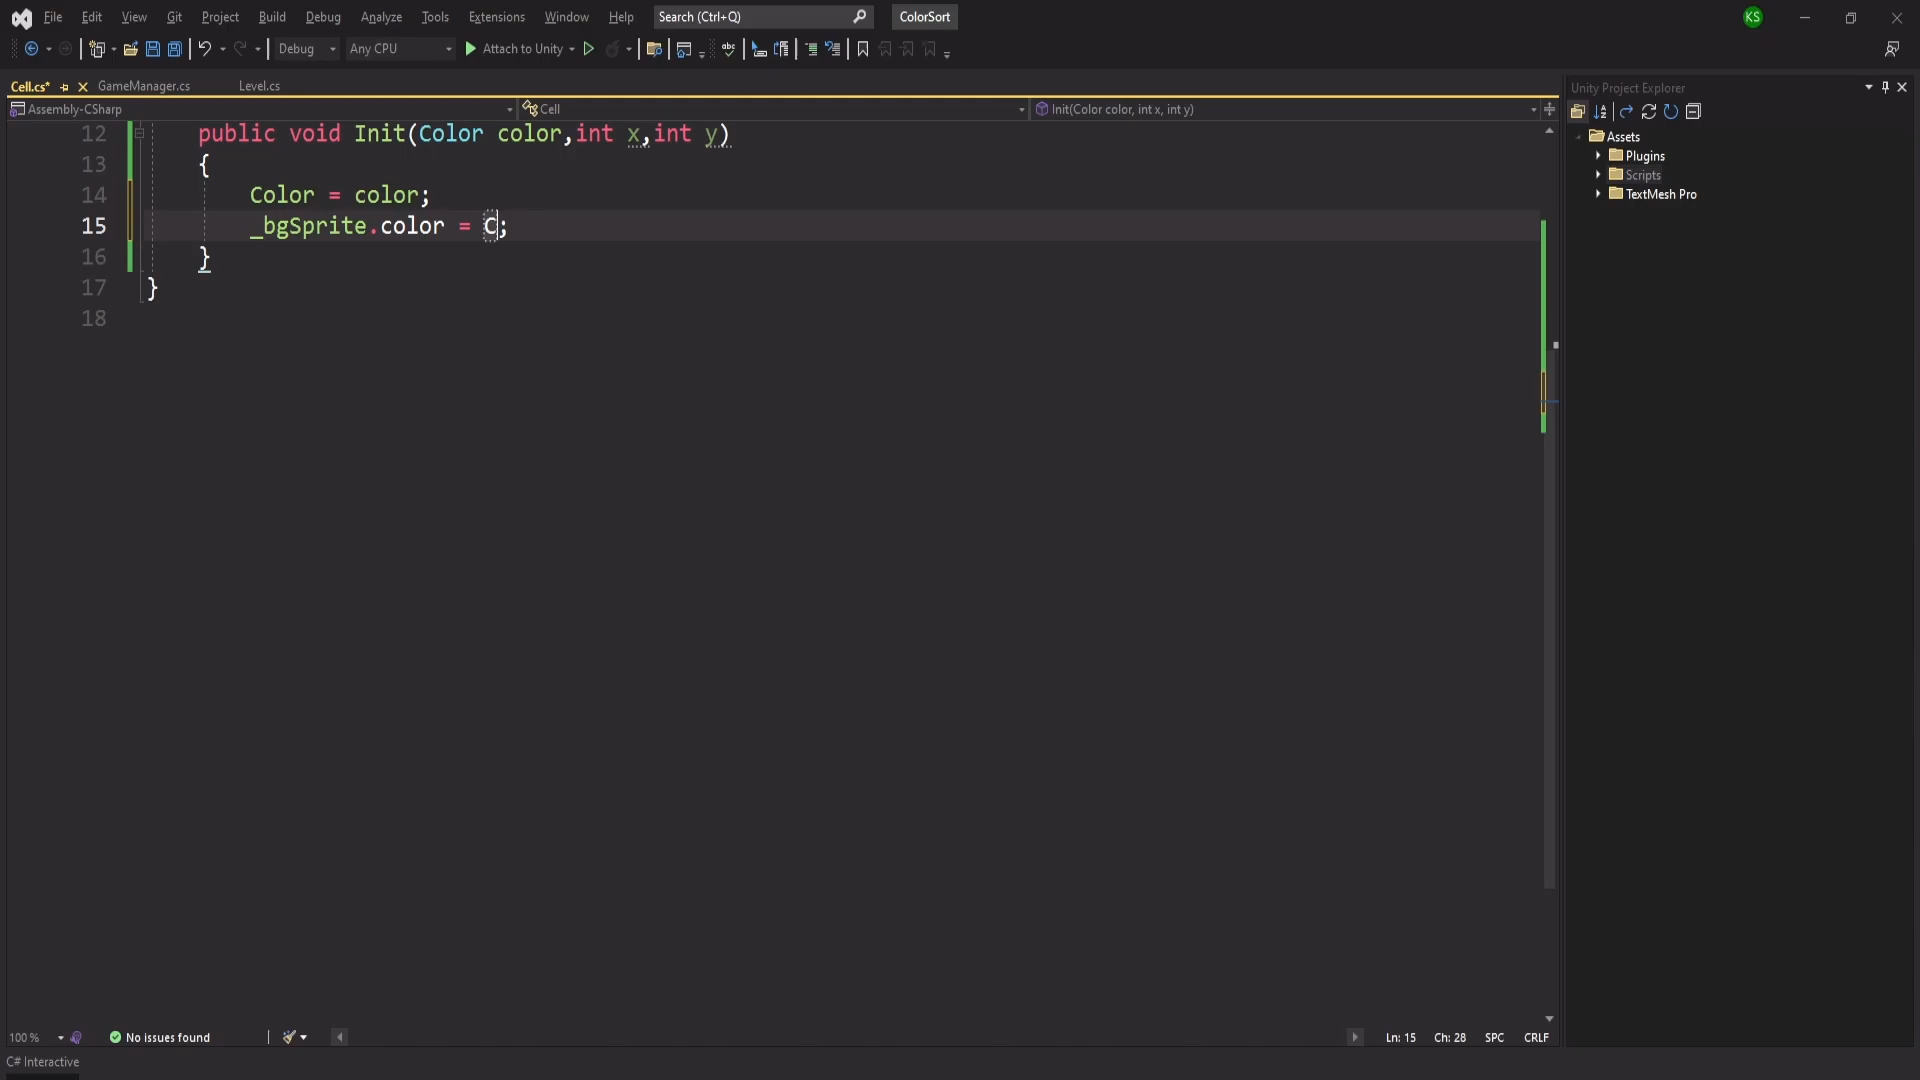 File Edit View Git Project Build Debug Analyze Tools Extensions Window Help Search (Ctrl+Q) ColorSort KS
Debug Any CPU Attach to Unity
Cell.cs* GameManager.cs Level.cs
Assembly-CSharp Cell Init(Color color, int x, int y)
12 public void Init(Color color,int x,int y)
13 {
14 Color = color;
15 _bgSprite.color = C;
16 }
17 }
18
Unity Project Explorer
Assets
Plugins
Scripts
TextMesh Pro
100 % No issues found Ln: 15 Ch: 28 SPC CRLF
C# Interactive